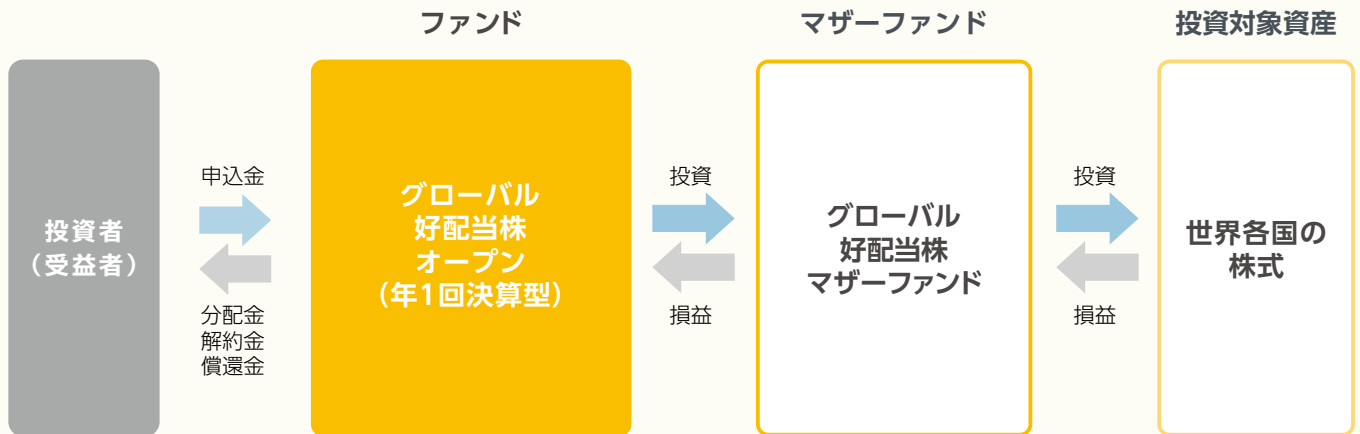 ファンド
マザーファンド
投資対象資産
投資者
（受益者）
申込金
分配金
解約金
償還金
グローバル
好配当株
オープン
（年1回決算型）
投資
損益
グローバル
好配当株
マザーファンド
投資
損益
世界各国の
株式